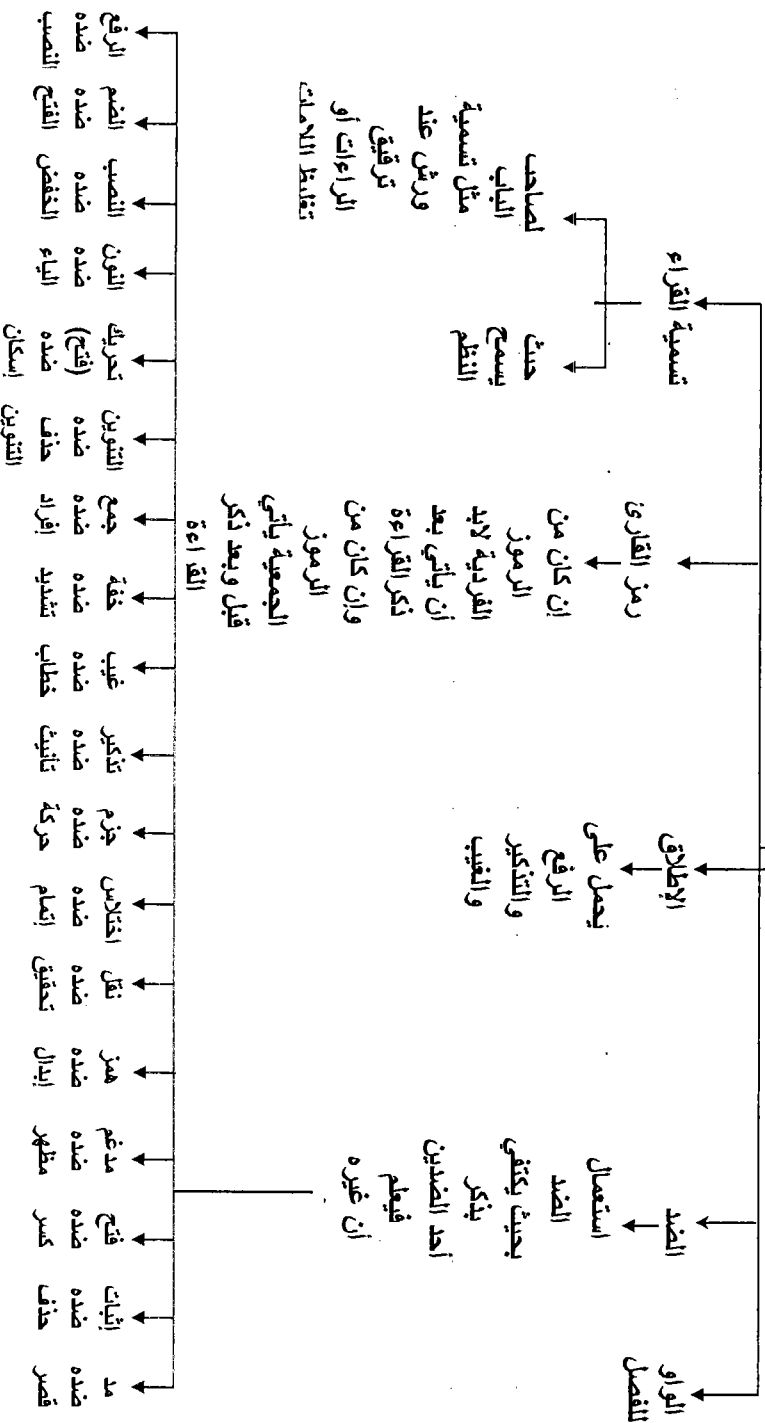 الواو
للفصل
الضد
استعمال
الضد
بحيث يكتفي
بذكر
أحد الضدين
فيعلم
أن غيره
الإطلاق
يحمل على
الرفع
والتذكير
والغيب
رمز القارئ
إن كان من
الرموز
الفردية لابد
أن يأتي بعد
ذكر القراءة
وإن كان من
الرموز
الجمعية يأتي
قبل وبعد ذكر
القراءة
تسمية القراء
حيث
يسمح
النظم
لصاحب
الباب
مثل تسمية
ورش عند
ترقيق
الراءات أو
تغليظ اللامات
مد
ضده
قصر
إثبات
ضده
حذف
فتح
ضده
كسر
مدغم
ضده
مظهر
همز
ضده
إبدال
نقل
ضده
تحقيق
اختلاس
ضده
إتمام
جزم
ضده
حركة
تذكير
ضده
تأنيث
غيب
ضده
خطاب
خفة
ضده
تشديد
جمع
ضده
إفراد
التنوين
ضده
حذف
التنوين
تحريك
(فتح)
ضده
إسكان
النون
ضده
الياء
النصب
ضده
الخفض
الضم
ضده
الفتح
الرفع
ضده
النصب